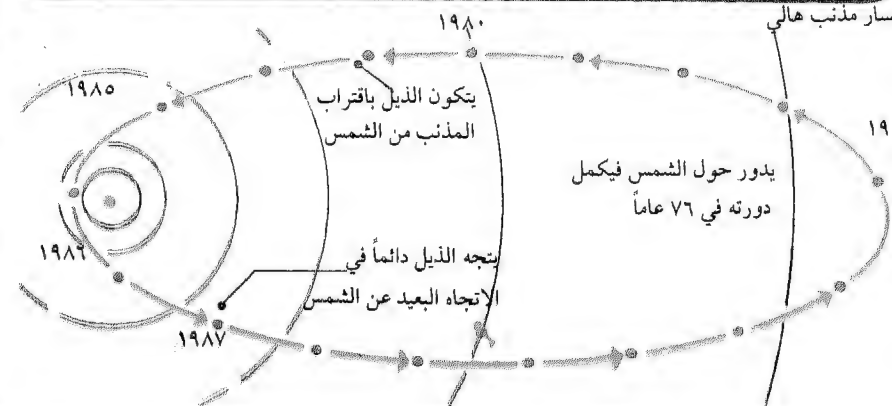 مسار مذنب هالي
١٩٨٠
١٩٨٥
يتكون الذيل باقتراب
المذنب من الشمس
١٩
يدور حول الشمس فيكمل
دورته في ٧٦ عاماً
١٩٨٦
يتجه الذيل دائماً في
الاتجاه البعيد عن الشمس
١٩٨٧